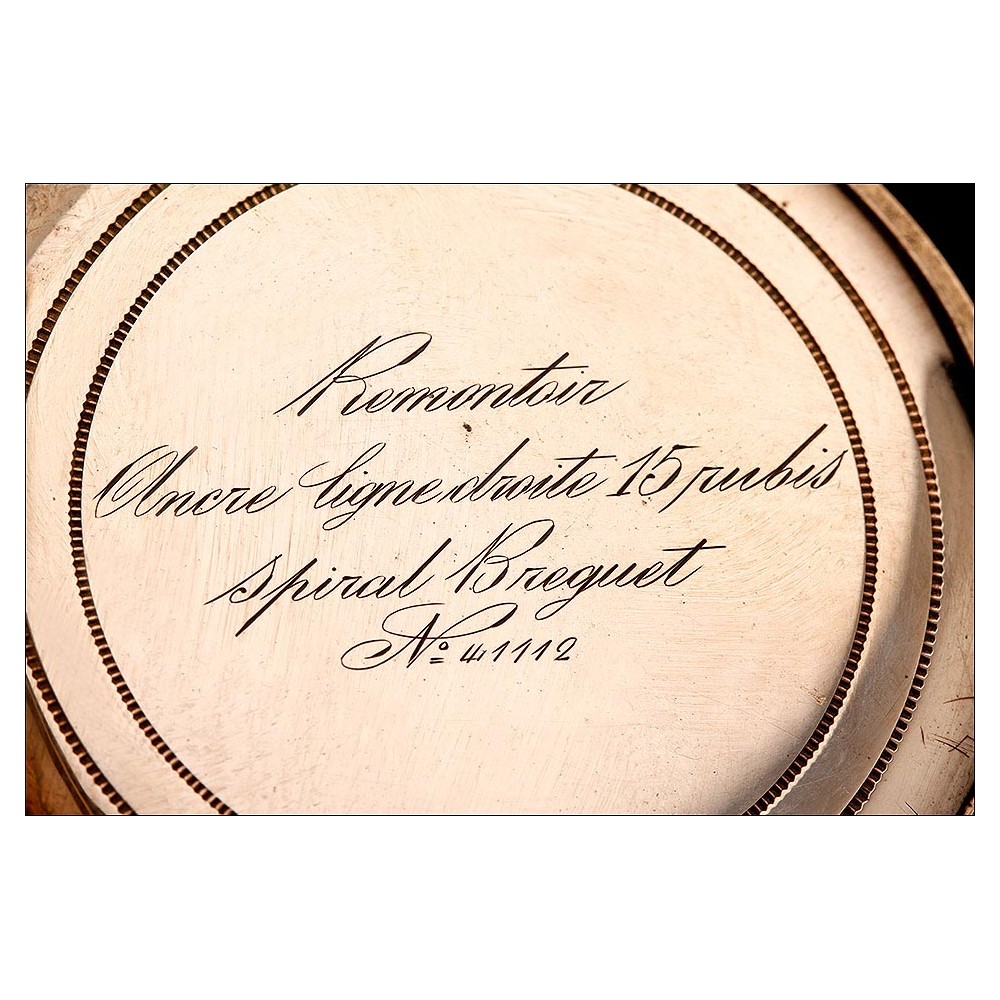 Remontoir
Ancre ligne droite 15 rubis
spiral Breguet
Nº 41112